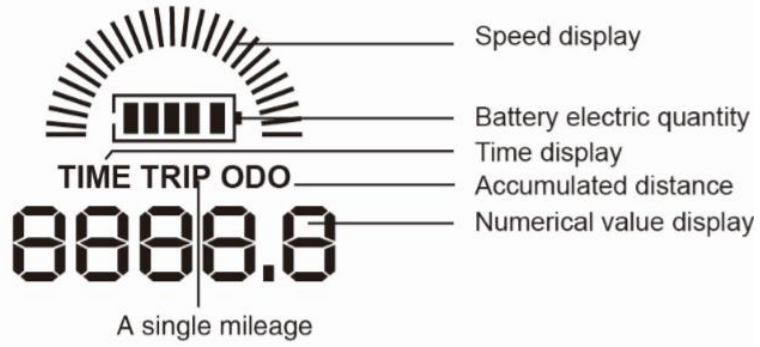 Speed display
Battery electric quantity
Time display
TIME TRIP ODO
Accumulated distance
8888.8
Numerical value display
A single mileage